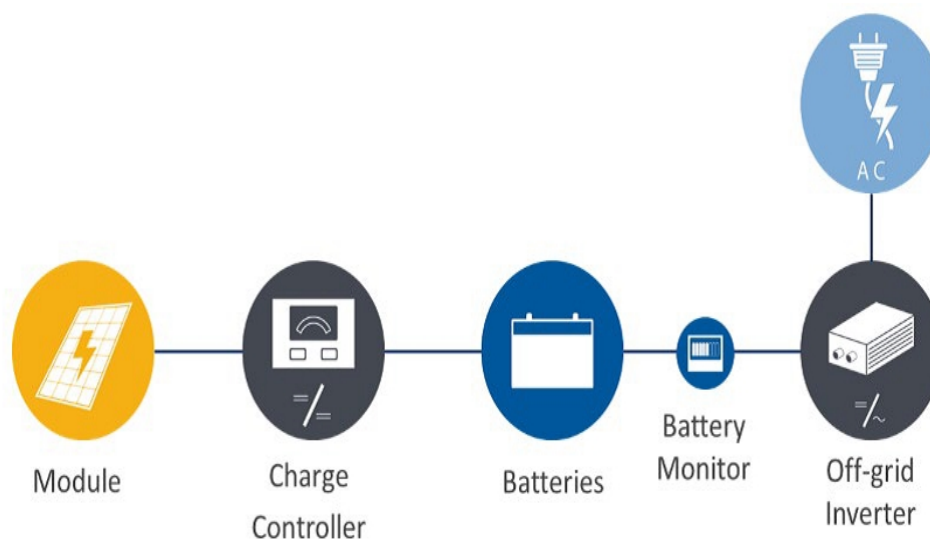 A C
Module
Charge
Controller
Batteries
Battery
Monitor
Off-grid
Inverter